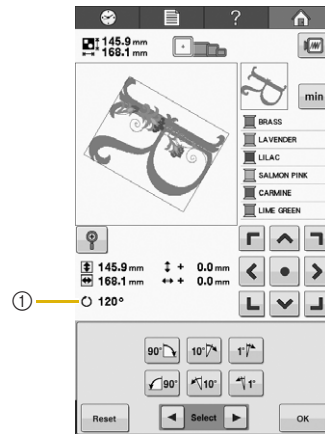 ?
145.9 mm
168.1 mm
min
BRASS
LAVENDER
LILAC
SALMON PINK
CARMINE
LIME GREEN
145.9 mm + 0.0 mm
168.1 mm + 0.0 mm
1 120°
90° 10° 1°
90° 10° 1°
Reset Select OK